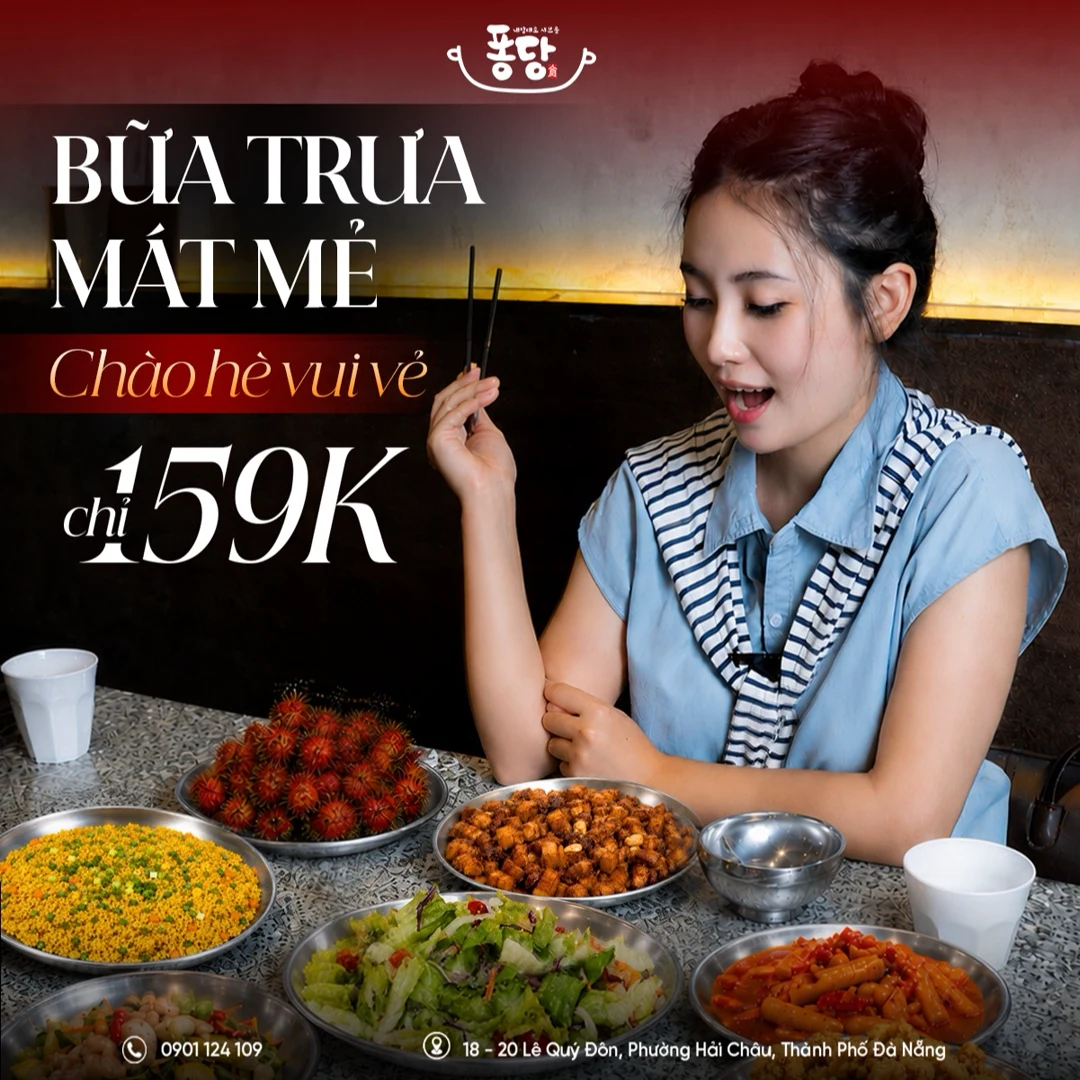 퐁당
BỮA TRƯA
MÁT MẺ
Chào hè vui vẻ
chỉ 159K
0901 124 109
18 - 20 Lê Quý Đôn, Phường Hải Châu, Thành Phố Đà Nẵng